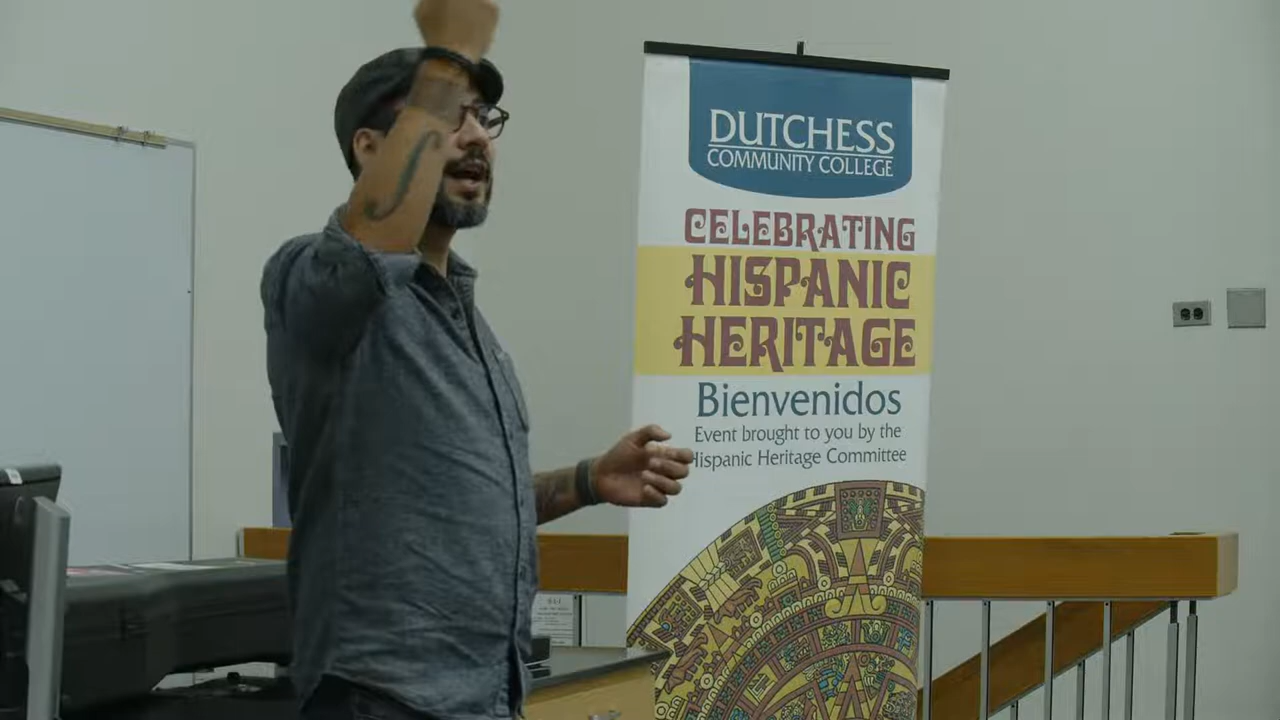 DUTCHESS
COMMUNITY COLLEGE
CELEBRATING
HISPANIC
HERITAGE
Bienvenidos
Event brought to you by the
Hispanic Heritage Committee